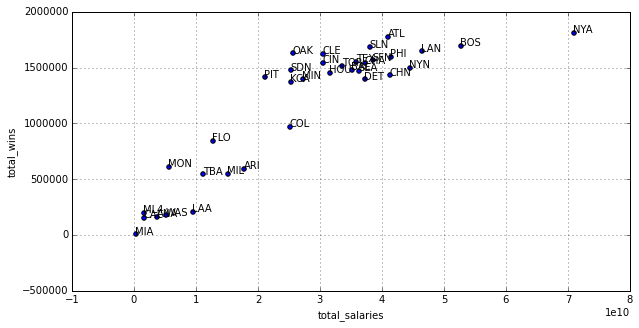 2000000
1500000
1000000
500000
0
−500000
total_wins
NYA
ATL
SLN
BOS
LAN
OAK
CLE
PHI
CIN
SDN
NYN
PIT
HOU
DET
CHN
KCA
MIN
COL
FLO
MON
TBA
MIL
ARI
ML4
WAS
LAA
MIA
−1 0 1 2 3 4 5 6 7 8
1e10
total_salaries